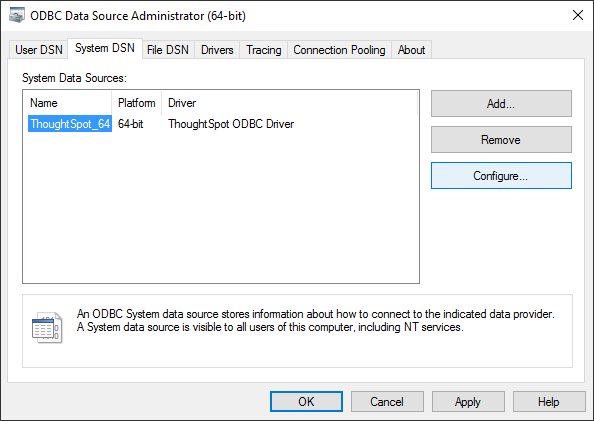 ODBC Data Source Administrator (64-bit)
User DSN System DSN File DSN Drivers Tracing Connection Pooling About
System Data Sources:
Name Platform Driver
ThoughtSpot_64 64-bit ThoughtSpot ODBC Driver
Add...
Remove
Configure...
An ODBC System data source stores information about how to connect to the indicated data provider.
A System data source is visible to all users of this computer, including NT services.
OK Cancel Apply Help